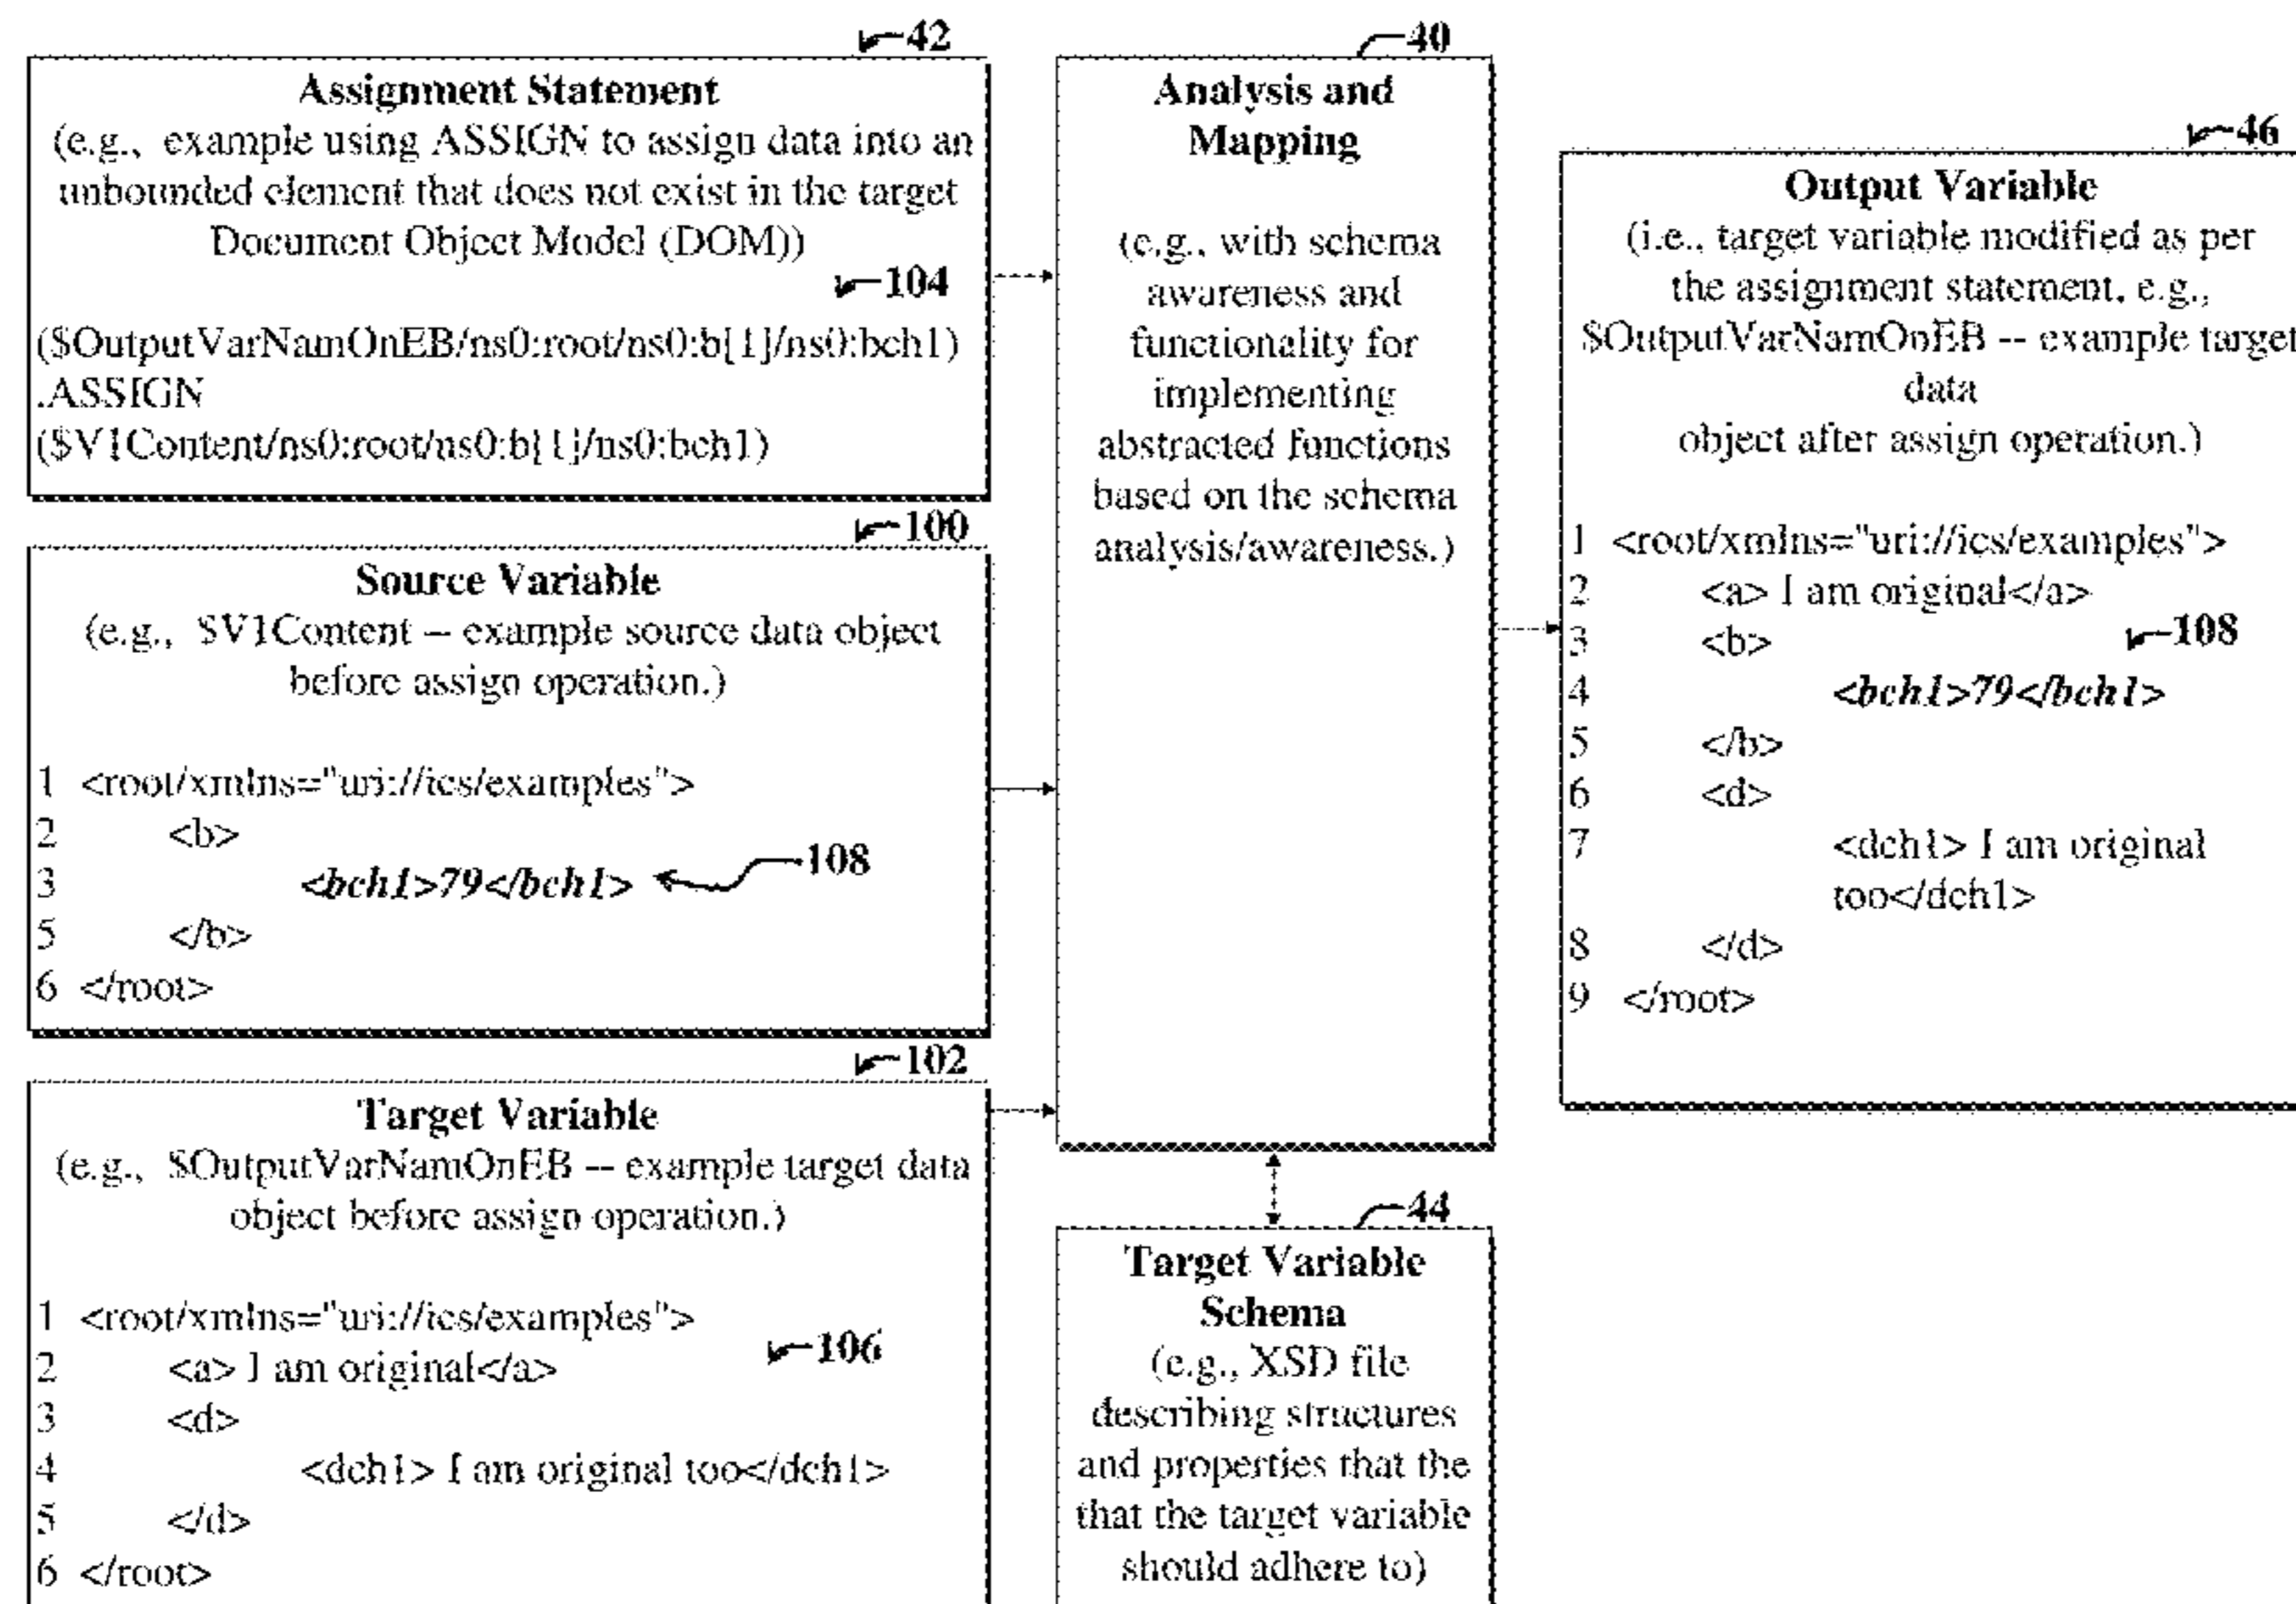 42
Assignment Statement
(e.g., example using ASSIGN to assign data into an
unbounded element that does not exist in the target
Document Object Model (DOM))
104
($OutputVarNamOnEB/ns0:root/ns0:b[1]/ns0:bch1)
.ASSIGN
($V1Content/ns0:root/ns0:b[1]/ns0:bch1)
100
Source Variable
(e.g., $V1Content -- example source data object
before assign operation.)
1 <root/xmlns="uri://ics/examples">
2 <b>
3 <bch1>79</bch1>
108
5 </b>
6 </root>
102
Target Variable
(e.g., $OutputVarNamOnEB -- example target data
object before assign operation.)
1 <root/xmlns="uri://ics/examples">
106
2 <a> I am original</a>
3 <d>
4 <dch1> I am original too</dch1>
5 </d>
6 </root>
40
Analysis and
Mapping
(e.g., with schema
awareness and
functionality for
implementing
abstracted functions
based on the schema
analysis/awareness.)
44
Target Variable
Schema
(e.g., XSD file
describing structures
and properties that the
that the target variable
should adhere to)
46
Output Variable
(i.e., target variable modified as per
the assignment statement, e.g.,
$OutputVarNamOnEB -- example target
data
object after assign operation.)
1 <root/xmlns="uri://ics/examples">
2 <a> I am original</a>
3 <b>
108
4 <bch1>79</bch1>
5 </b>
6 <d>
7 <dch1> I am original
too</dch1>
8 </d>
9 </root>